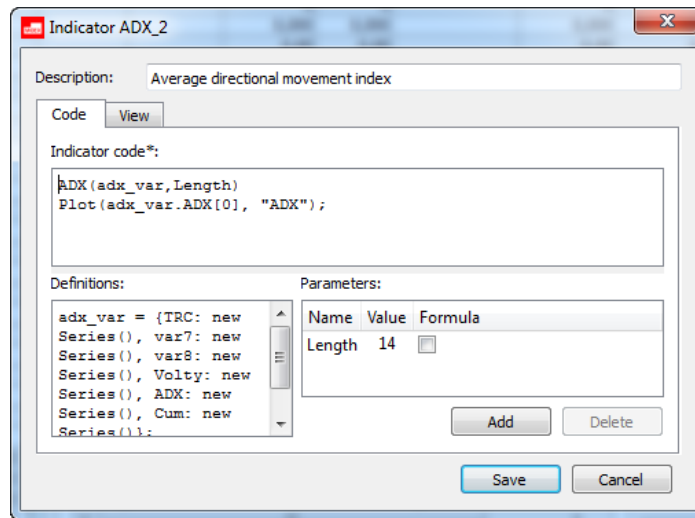 Indicator ADX_2
Description: Average directional movement index
Code View
Indicator code*:
ADX(adx_var,Length)
Plot(adx_var.ADX[0], "ADX");
Definitions:
adx_var = {TRC: new
Series(), var7: new
Series(), var8: new
Series(), Volty: new
Series(), ADX: new
Series(), Cum: new
Series()};
Parameters:
Name Value Formula
Length 14
Add Delete
Save Cancel